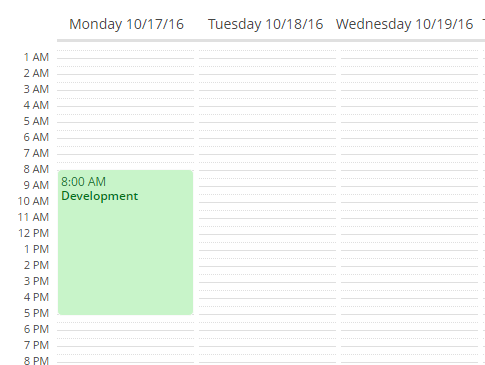 Monday 10/17/16 Tuesday 10/18/16 Wednesday 10/19/16
1 AM
2 AM
3 AM
4 AM
5 AM
6 AM
7 AM
8 AM
9 AM 8:00 AM
10 AM Development
11 AM
12 PM
1 PM
2 PM
3 PM
4 PM
5 PM
6 PM
7 PM
8 PM